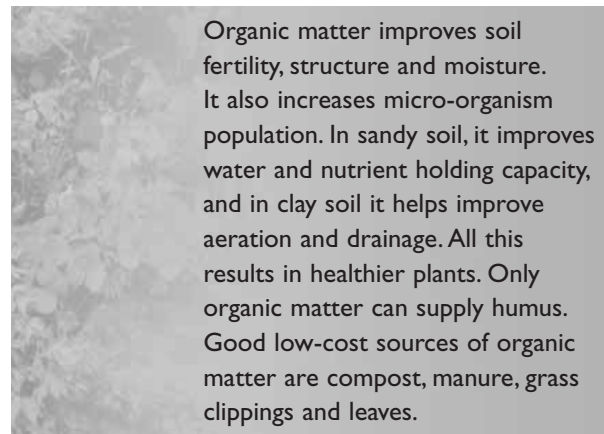 Organic matter improves soil
fertility, structure and moisture.
It also increases micro-organism
population. In sandy soil, it improves
water and nutrient holding capacity,
and in clay soil it helps improve
aeration and drainage. All this
results in healthier plants. Only
organic matter can supply humus.
Good low-cost sources of organic
matter are compost, manure, grass
clippings and leaves.